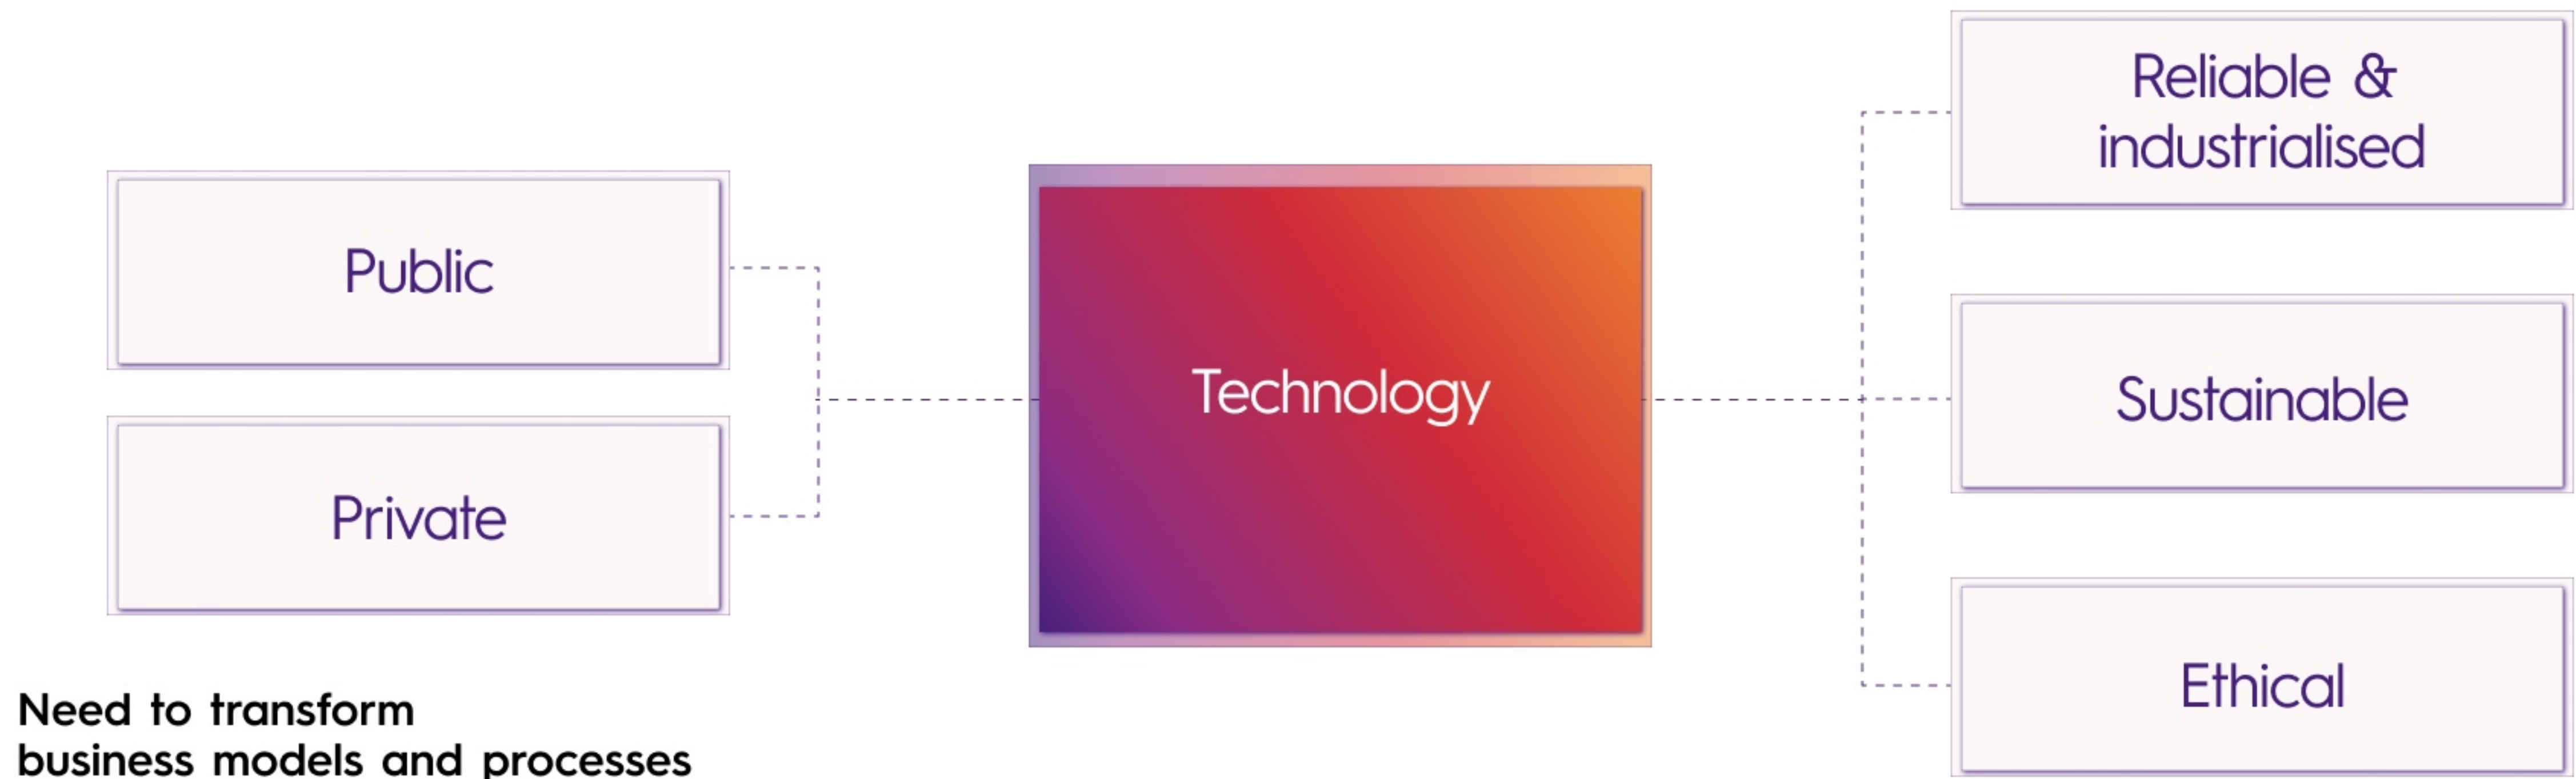 Public
Private
Need to transform
business models and processes
Technology
Reliable &
industrialised
Sustainable
Ethical